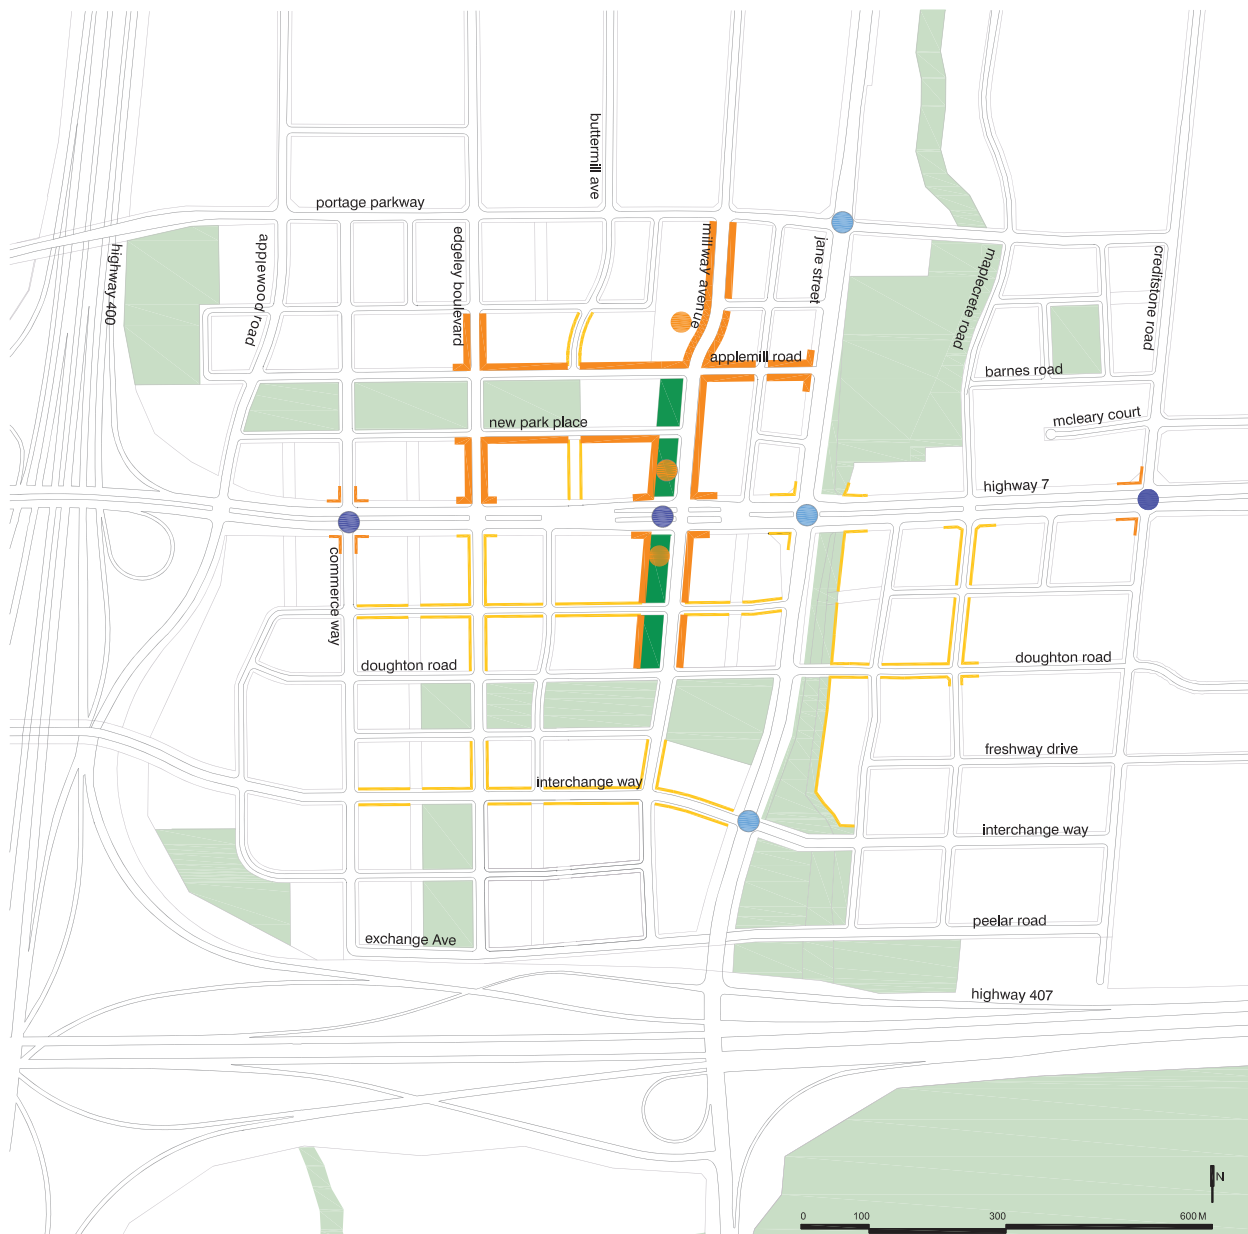 buttermill ave
portage parkway
highway 400
applewood road
edgeley boulevard
millway avenue
jane street
maplecrete road
creditstone road
applemill road
barnes road
new park place
mcleary court
highway 7
commerce way
doughton road
doughton road
freshway drive
interchange way
interchange way
peelar road
exchange Ave
highway 407
N
0 100 300 600 M